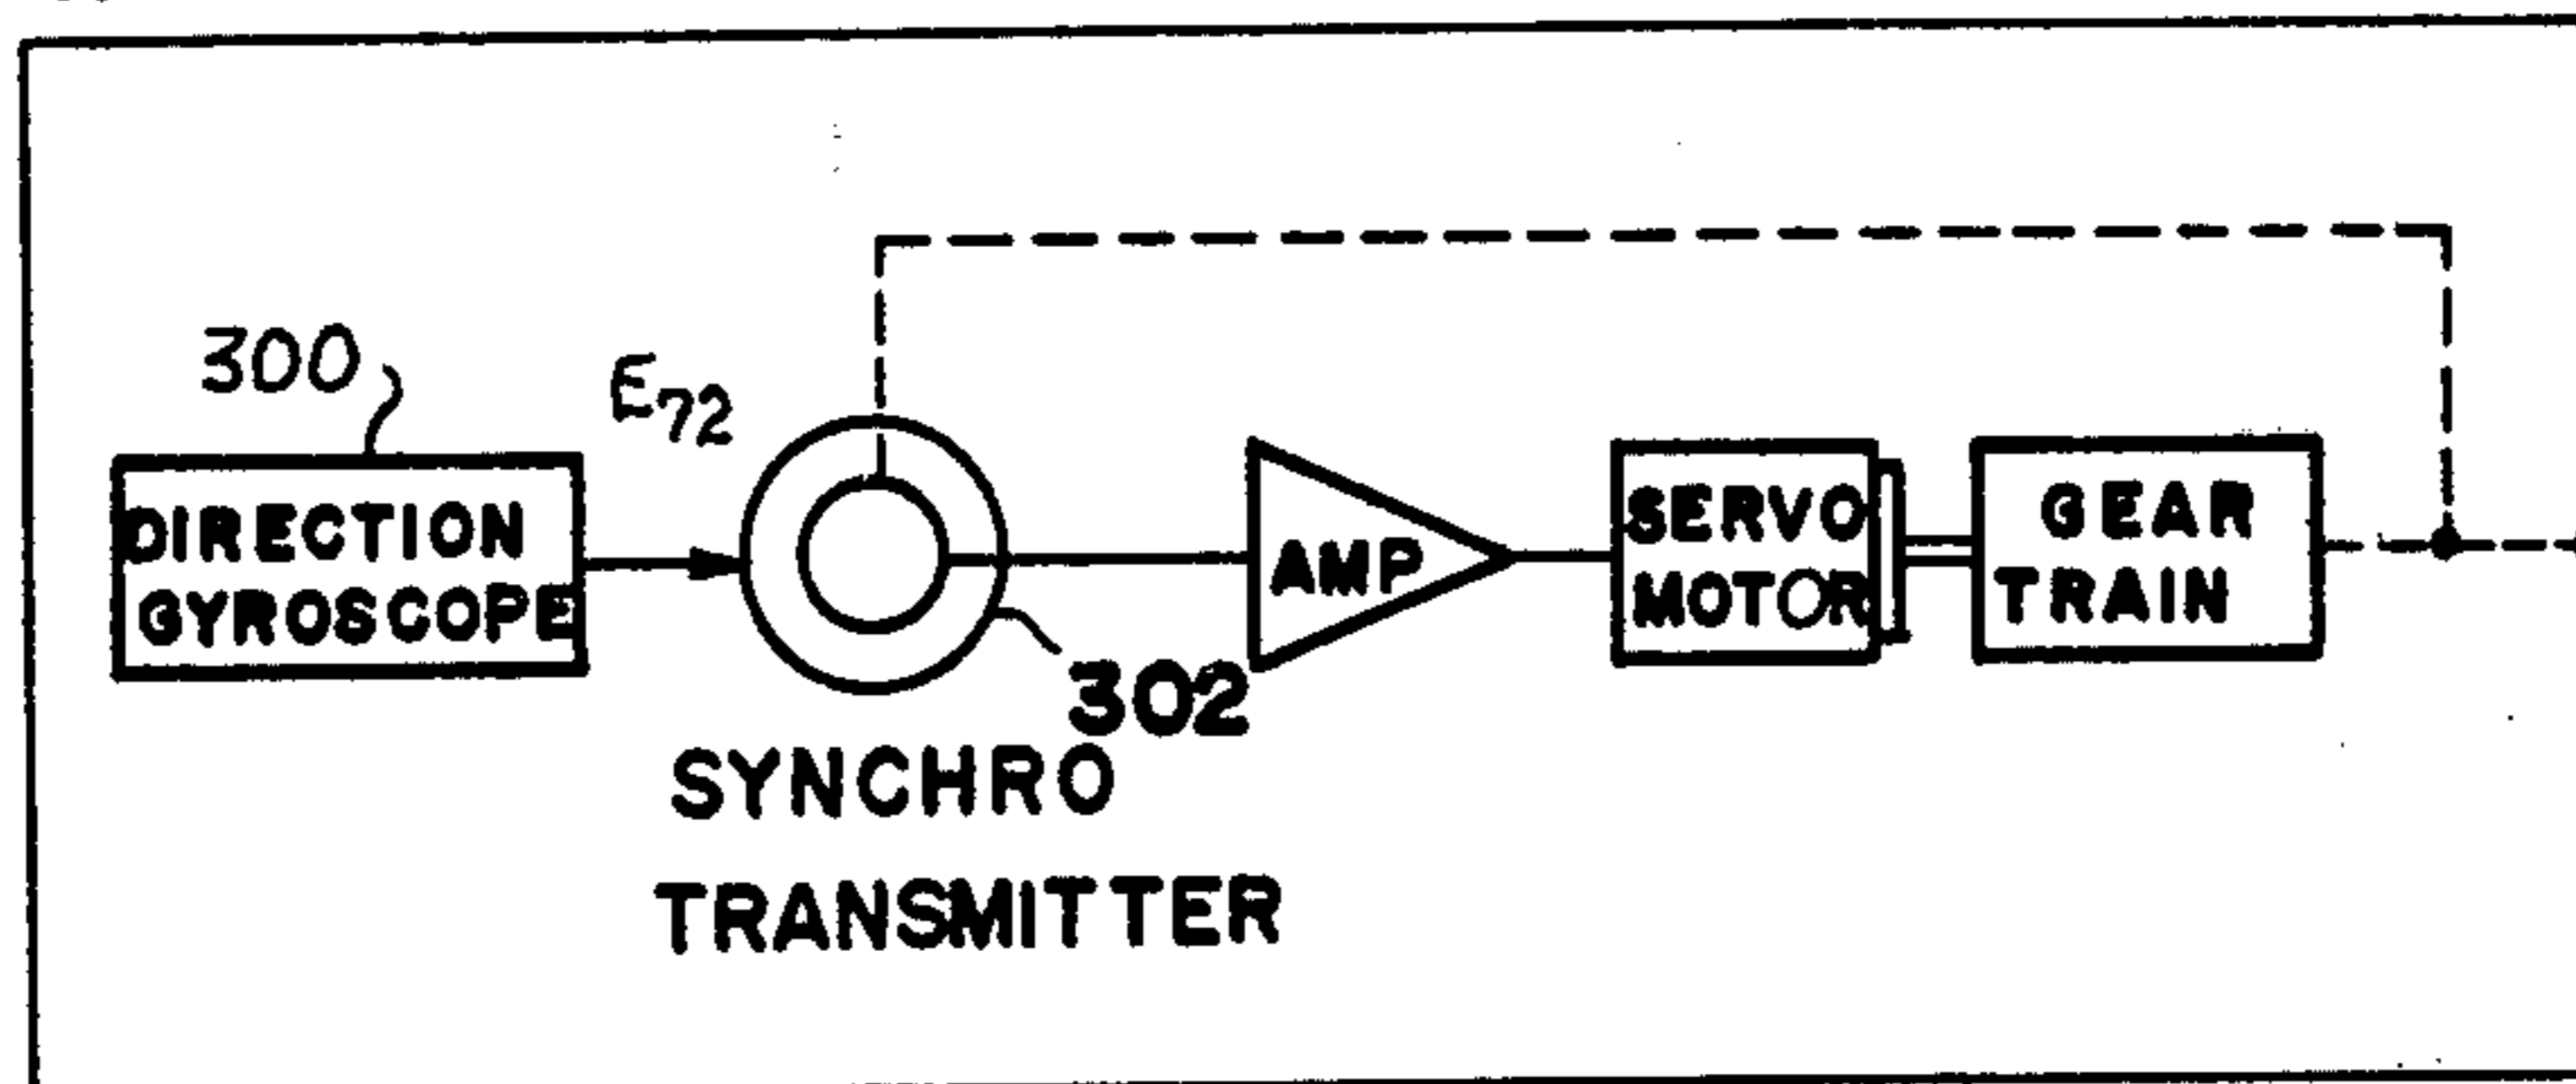 300
E72
DIRECTION
GYROSCOPE
302
SYNCHRO
TRANSMITTER
AMP
SERVO
MOTOR
GEAR
TRAIN